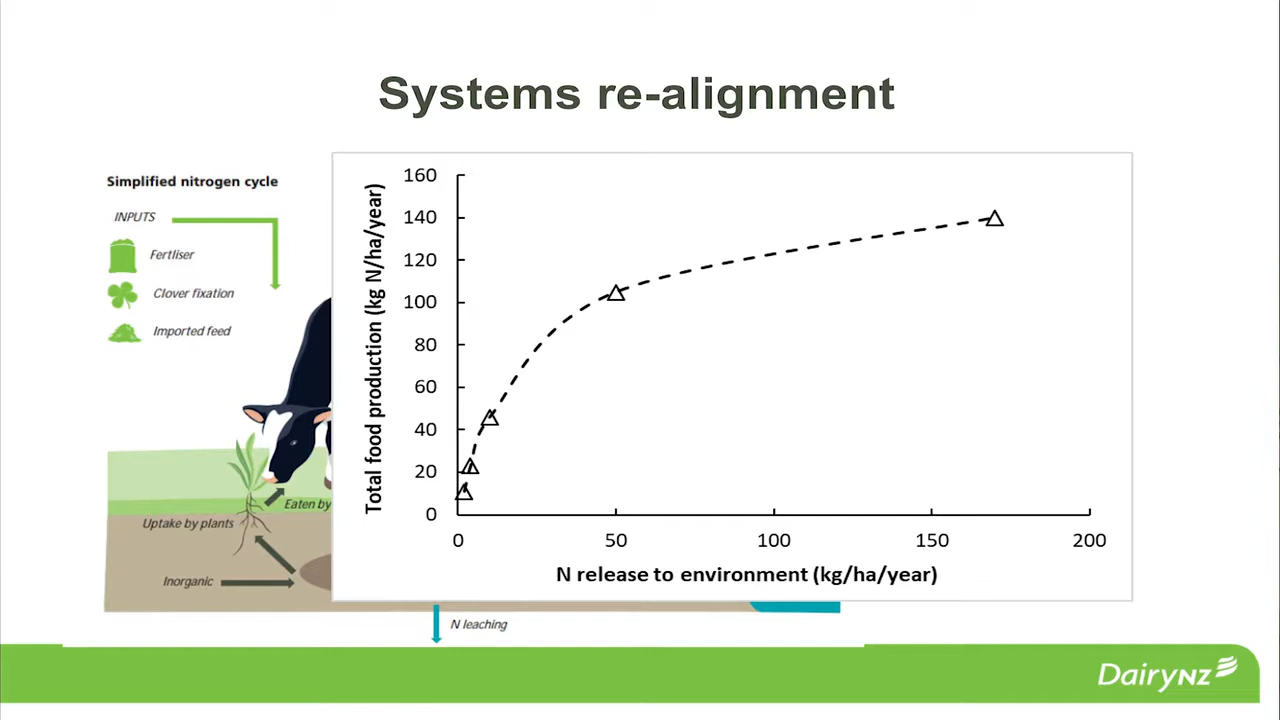 Systems re-alignment
Simplified nitrogen cycle
INPUTS
Fertliser
Clover fixation
Imported feed
Eaten by
Uptake by plants
Inorganic
N leaching
Total food production (kg N/ha/year)
160
140
120
100
80
60
40
20
0
0 50 100 150 200
N release to environment (kg/ha/year)
DairyNZ